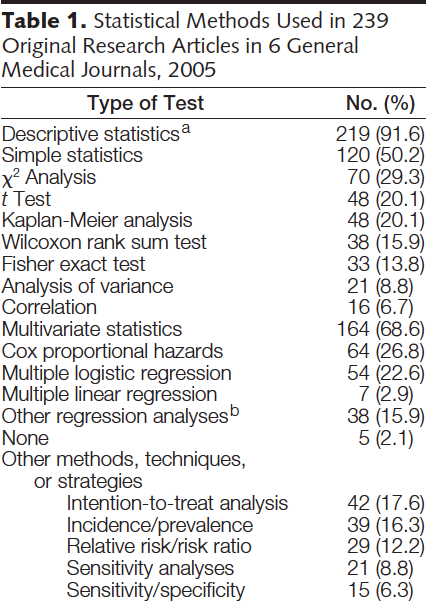 Table 1. Statistical Methods Used in 239
Original Research Articles in 6 General
Medical Journals, 2005
Type of Test No. (%)
Descriptive statisticsa 219 (91.6)
Simple statistics 120 (50.2)
χ2 Analysis 70 (29.3)
t Test 48 (20.1)
Kaplan-Meier analysis 48 (20.1)
Wilcoxon rank sum test 38 (15.9)
Fisher exact test 33 (13.8)
Analysis of variance 21 (8.8)
Correlation 16 (6.7)
Multivariate statistics 164 (68.6)
Cox proportional hazards 64 (26.8)
Multiple logistic regression 54 (22.6)
Multiple linear regression 7 (2.9)
Other regression analysesb 38 (15.9)
None 5 (2.1)
Other methods, techniques,
or strategies
Intention-to-treat analysis 42 (17.6)
Incidence/prevalence 39 (16.3)
Relative risk/risk ratio 29 (12.2)
Sensitivity analyses 21 (8.8)
Sensitivity/specificity 15 (6.3)